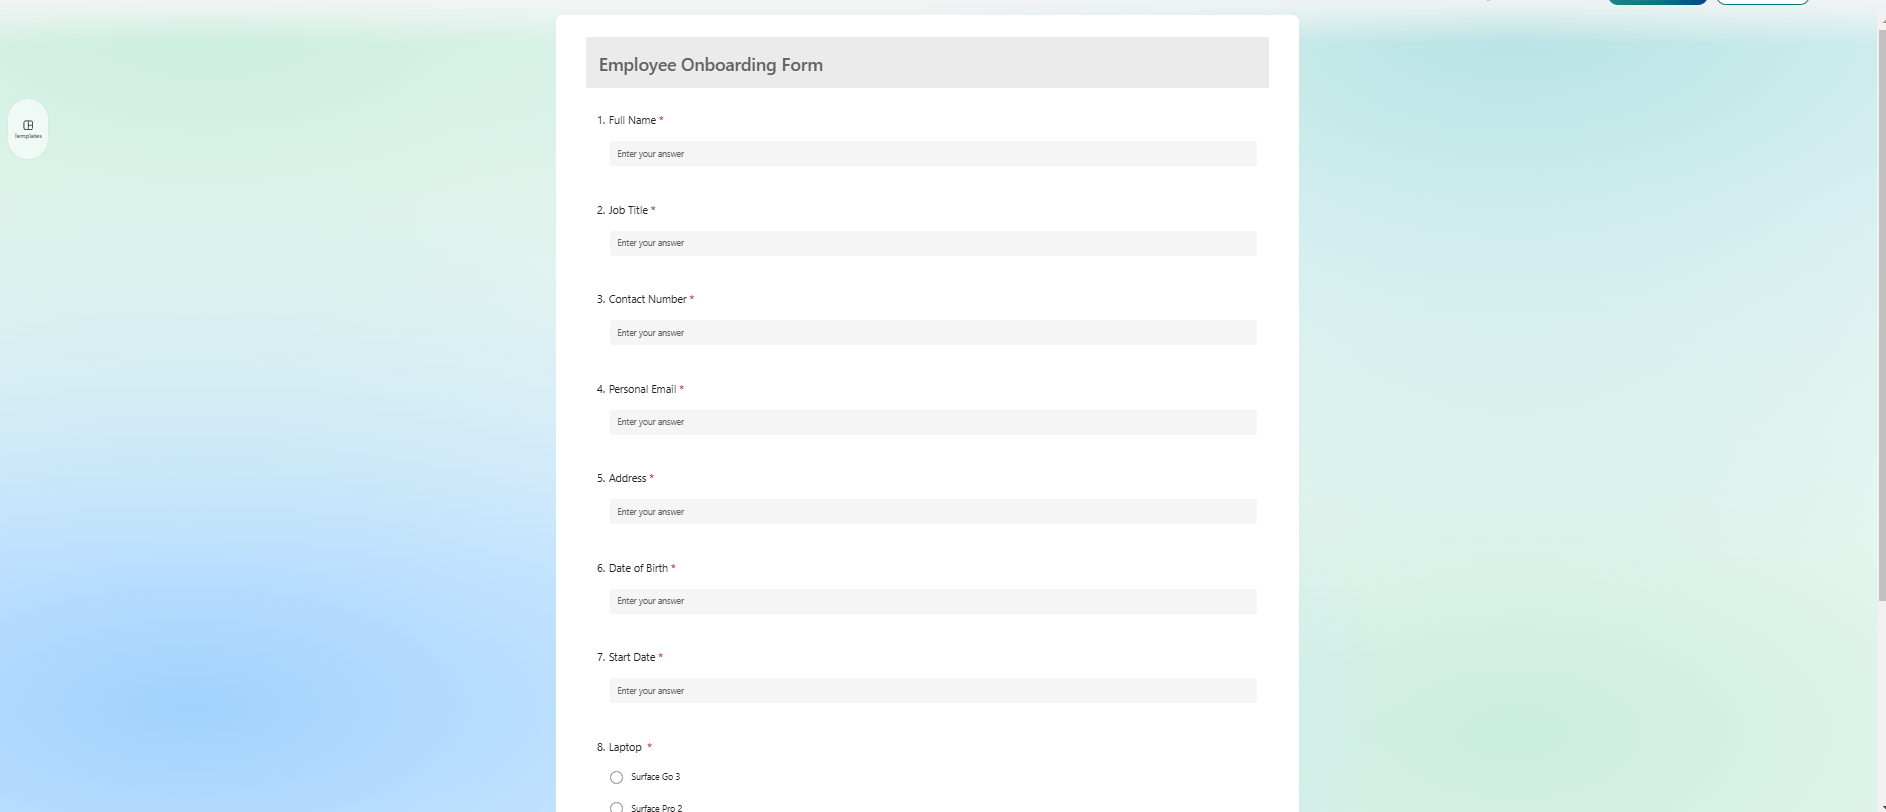 Templates
Employee Onboarding Form
1. Full Name *
Enter your answer
2. Job Title *
Enter your answer
3. Contact Number *
Enter your answer
4. Personal Email *
Enter your answer
5. Address *
Enter your answer
6. Date of Birth *
Enter your answer
7. Start Date *
Enter your answer
8. Laptop *
Surface Go 3
Surface Pro 2